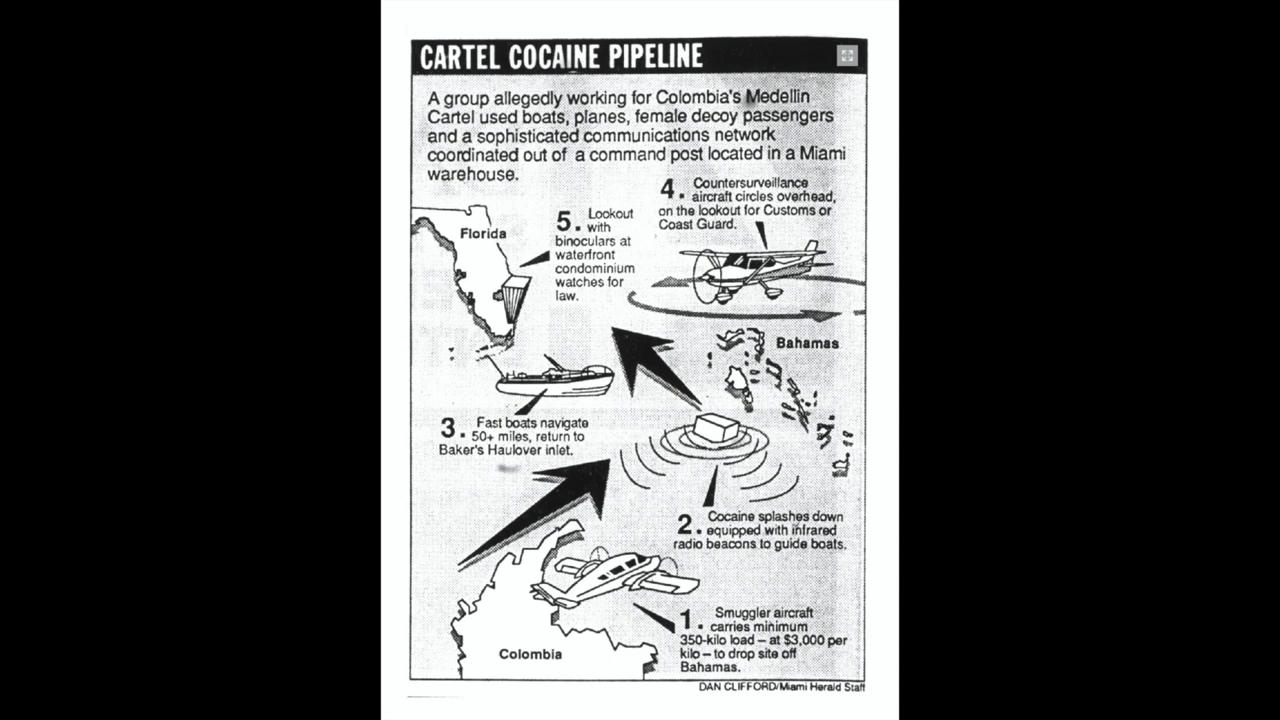 CARTEL COCAINE PIPELINE
A group allegedly working for Colombia's Medellin
Cartel used boats, planes, female decoy passengers
and a sophisticated communications network
coordinated out of a command post located in a Miami
warehouse.
4. Countersurveillance
aircraft circles overhead,
on the lookout for Customs or
Coast Guard.
5. Lookout
with
binoculars at
waterfront
condominium
watches for
law.
Florida
Bahamas
3. Fast boats navigate
50+ miles, return to
Baker's Haulover inlet.
2. Cocaine splashes down
equipped with infrared
radio beacons to guide boats.
1. Smuggler aircraft
carries minimum
350-kilo load – at $3,000 per
kilo – to drop site off
Bahamas.
Colombia
DAN CLIFFORD/Miami Herald Staff